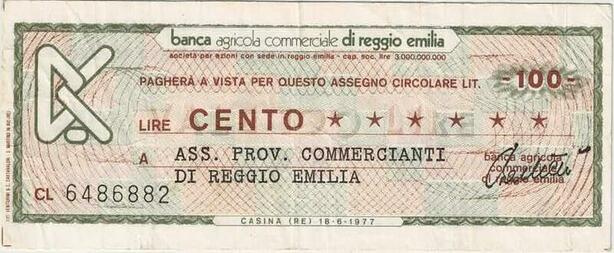 banca agricola commerciale di reggio emilia
società per azioni con sede in reggio emilia - cap. soc. lire 3.000.000.000
PAGHERÀ A VISTA PER QUESTO ASSEGNO CIRCOLARE LIT. -100-
LIRE CENTO ★ ★ ★ ★ ★ ★
A ASS. PROV. COMMERCIANTI
DI REGGIO EMILIA
banca agricola
commerciale
di reggio emilia
CL 6486882
CASINA (RE) 18-6-1977